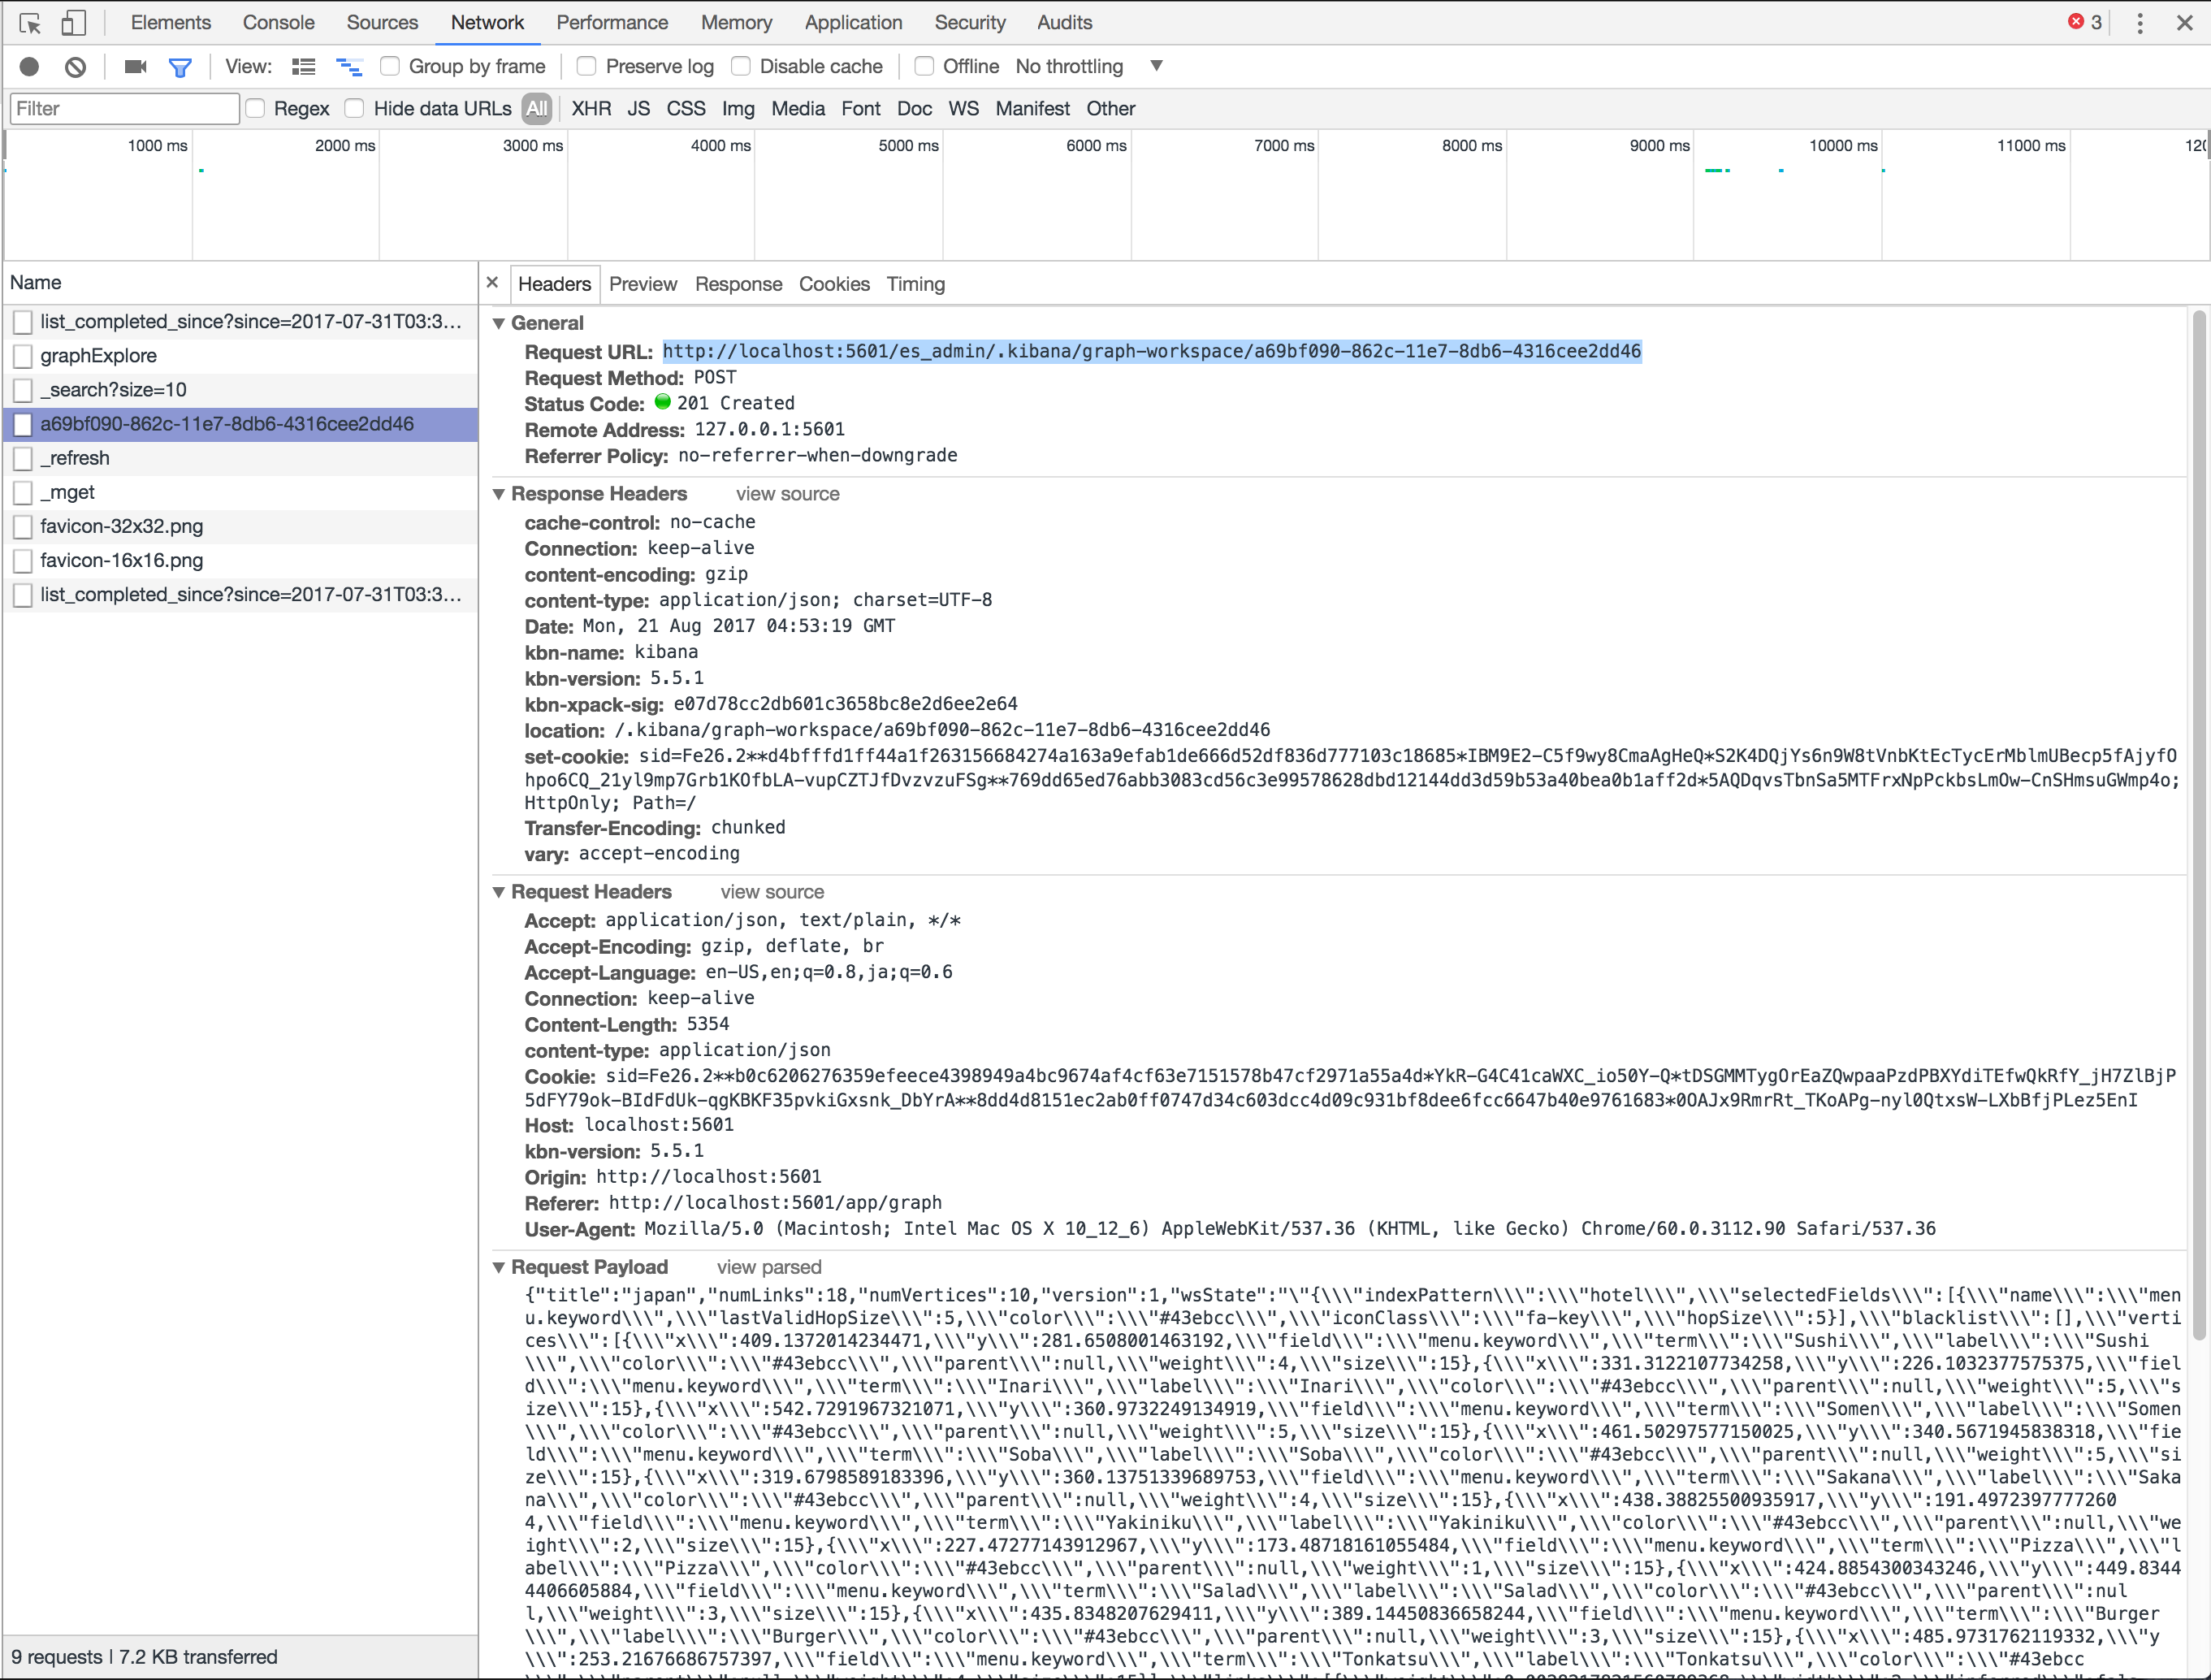 Elements Console Sources Network Performance Memory Application Security Audits 3
View: Group by frame Preserve log Disable cache Offline No throttling
Filter Regex Hide data URLs All XHR JS CSS Img Media Font Doc WS Manifest Other
1000 ms 2000 ms 3000 ms 4000 ms 5000 ms 6000 ms 7000 ms 8000 ms 9000 ms 10000 ms 11000 ms
Name
list_completed_since?since=2017-07-31T03:3...
graphExplore
_search?size=10
a69bf090-862c-11e7-8db6-4316cee2dd46
_refresh
_mget
favicon-32x32.png
favicon-16x16.png
list_completed_since?since=2017-07-31T03:3...
9 requests | 7.2 KB transferred
Headers Preview Response Cookies Timing
General
Request URL: http://localhost:5601/es_admin/.kibana/graph-workspace/a69bf090-862c-11e7-8db6-4316cee2dd46
Request Method: POST
Status Code: 201 Created
Remote Address: 127.0.0.1:5601
Referrer Policy: no-referrer-when-downgrade
Response Headers view source
cache-control: no-cache
Connection: keep-alive
content-encoding: gzip
content-type: application/json; charset=UTF-8
Date: Mon, 21 Aug 2017 04:53:19 GMT
kbn-name: kibana
kbn-version: 5.5.1
kbn-xpack-sig: e07d78cc2db601c3658bc8e2d6ee2e64
location: /.kibana/graph-workspace/a69bf090-862c-11e7-8db6-4316cee2dd46
set-cookie: sid=Fe26.2**d4bfffd1ff44a1f263156684274a163a9efab1de666d52df836d777103c18685*IBM9E2-C5f9wy8CmaAgHeQ*S2K4DQjYs6n9W8tVnbKtEcTycErMblmUBecp5fAjyfO
hpo6CQ_21yl9mp7Grb1KOfbLA-vupCZTJfDvzvzuFSg**769dd65ed76abb3083cd56c3e99578628dbd12144dd3d59b53a40bea0b1aff2d*5AQDqvsTbnSa5MTFrxNpPckbsLmOw-CnSHmsuGWmp4o;
HttpOnly; Path=/
Transfer-Encoding: chunked
vary: accept-encoding
Request Headers view source
Accept: application/json, text/plain, */*
Accept-Encoding: gzip, deflate, br
Accept-Language: en-US,en;q=0.8,ja;q=0.6
Connection: keep-alive
Content-Length: 5354
content-type: application/json
Cookie: sid=Fe26.2**b0c6206276359efeece4398949a4bc9674af4cf63e7151578b47cf2971a55a4d*YkR-G4C41caWXC_io50Y-Q*tDSGMMTygOrEaZQwpaaPzdPBXYdiTEfwQkRfY_jH7ZlBjP
5dFY79ok-BIdFdUk-qgKBKF35pvkiGxsnk_DbYrA**8dd4d8151ec2ab0ff0747d34c603dcc4d09c931bf8dee6fcc6647b40e9761683*0OAJx9RmrRt_TKoAPg-nyl0QtxsW-LXbBfjPLez5EnI
Host: localhost:5601
kbn-version: 5.5.1
Origin: http://localhost:5601
Referer: http://localhost:5601/app/graph
User-Agent: Mozilla/5.0 (Macintosh; Intel Mac OS X 10_12_6) AppleWebKit/537.36 (KHTML, like Gecko) Chrome/60.0.3112.90 Safari/537.36
Request Payload view parsed
{"title":"japan","numLinks":18,"numVertices":10,"version":1,"wsState":"\"{\\\"indexPattern\\\":\\\"hotel\\\",\\\"selectedFields\\\":[{\\\"name\\\":\\\"men
u.keyword\\\",\\\"lastValidHopSize\\\":5,\\\"color\\\":\\\"#43ebcc\\\",\\\"iconClass\\\":\\\"fa-key\\\",\\\"hopSize\\\":5}],\\\"blacklist\\\":[],\\\"verti
ces\\\":[{\\\"x\\\":409.1372014234471,\\\"y\\\":281.6508001463192,\\\"field\\\":\\\"menu.keyword\\\",\\\"term\\\":\\\"Sushi\\\",\\\"label\\\":\\\"Sushi
\\\",\\\"color\\\":\\\"#43ebcc\\\",\\\"parent\\\":null,\\\"weight\\\":4,\\\"size\\\":15},{\\\"x\\\":331.3122107734258,\\\"y\\\":226.1032377575375,\\\"fiel
d\\\":\\\"menu.keyword\\\",\\\"term\\\":\\\"Inari\\\",\\\"label\\\":\\\"Inari\\\",\\\"color\\\":\\\"#43ebcc\\\",\\\"parent\\\":null,\\\"weight\\\":5,\\\"s
ize\\\":15},{\\\"x\\\":542.7291967321071,\\\"y\\\":360.9732249134919,\\\"field\\\":\\\"menu.keyword\\\",\\\"term\\\":\\\"Somen\\\",\\\"label\\\":\\\"Somen
\\\",\\\"color\\\":\\\"#43ebcc\\\",\\\"parent\\\":null,\\\"weight\\\":5,\\\"size\\\":15},{\\\"x\\\":461.50297577150025,\\\"y\\\":340.5671945838318,\\\"fie
ld\\\":\\\"menu.keyword\\\",\\\"term\\\":\\\"Soba\\\",\\\"label\\\":\\\"Soba\\\",\\\"color\\\":\\\"#43ebcc\\\",\\\"parent\\\":null,\\\"weight\\\":5,\\\"si
ze\\\":15},{\\\"x\\\":319.6798589183396,\\\"y\\\":360.13751339689753,\\\"field\\\":\\\"menu.keyword\\\",\\\"term\\\":\\\"Sakana\\\",\\\"label\\\":\\\"Saka
na\\\",\\\"color\\\":\\\"#43ebcc\\\",\\\"parent\\\":null,\\\"weight\\\":4,\\\"size\\\":15},{\\\"x\\\":438.38825500935917,\\\"y\\\":191.4972397777260
4,\\\"field\\\":\\\"menu.keyword\\\",\\\"term\\\":\\\"Yakiniku\\\",\\\"label\\\":\\\"Yakiniku\\\",\\\"color\\\":\\\"#43ebcc\\\",\\\"parent\\\":null,\\\"we
ight\\\":2,\\\"size\\\":15},{\\\"x\\\":227.47277143912967,\\\"y\\\":173.48718161055484,\\\"field\\\":\\\"menu.keyword\\\",\\\"term\\\":\\\"Pizza\\\",\\\"l
abel\\\":\\\"Pizza\\\",\\\"color\\\":\\\"#43ebcc\\\",\\\"parent\\\":null,\\\"weight\\\":1,\\\"size\\\":15},{\\\"x\\\":424.8854300343246,\\\"y\\\":449.8344
4406605884,\\\"field\\\":\\\"menu.keyword\\\",\\\"term\\\":\\\"Salad\\\",\\\"label\\\":\\\"Salad\\\",\\\"color\\\":\\\"#43ebcc\\\",\\\"parent\\\":nul
l,\\\"weight\\\":3,\\\"size\\\":15},{\\\"x\\\":435.8348207629411,\\\"y\\\":389.14450836658244,\\\"field\\\":\\\"menu.keyword\\\",\\\"term\\\":\\\"Burger
\\\",\\\"label\\\":\\\"Burger\\\",\\\"color\\\":\\\"#43ebcc\\\",\\\"parent\\\":null,\\\"weight\\\":3,\\\"size\\\":15},{\\\"x\\\":485.9731762119332,\\\"y
\\\":253.21676686757397,\\\"field\\\":\\\"menu.keyword\\\",\\\"term\\\":\\\"Tonkatsu\\\",\\\"label\\\":\\\"Tonkatsu\\\",\\\"color\\\":\\\"#43ebcc